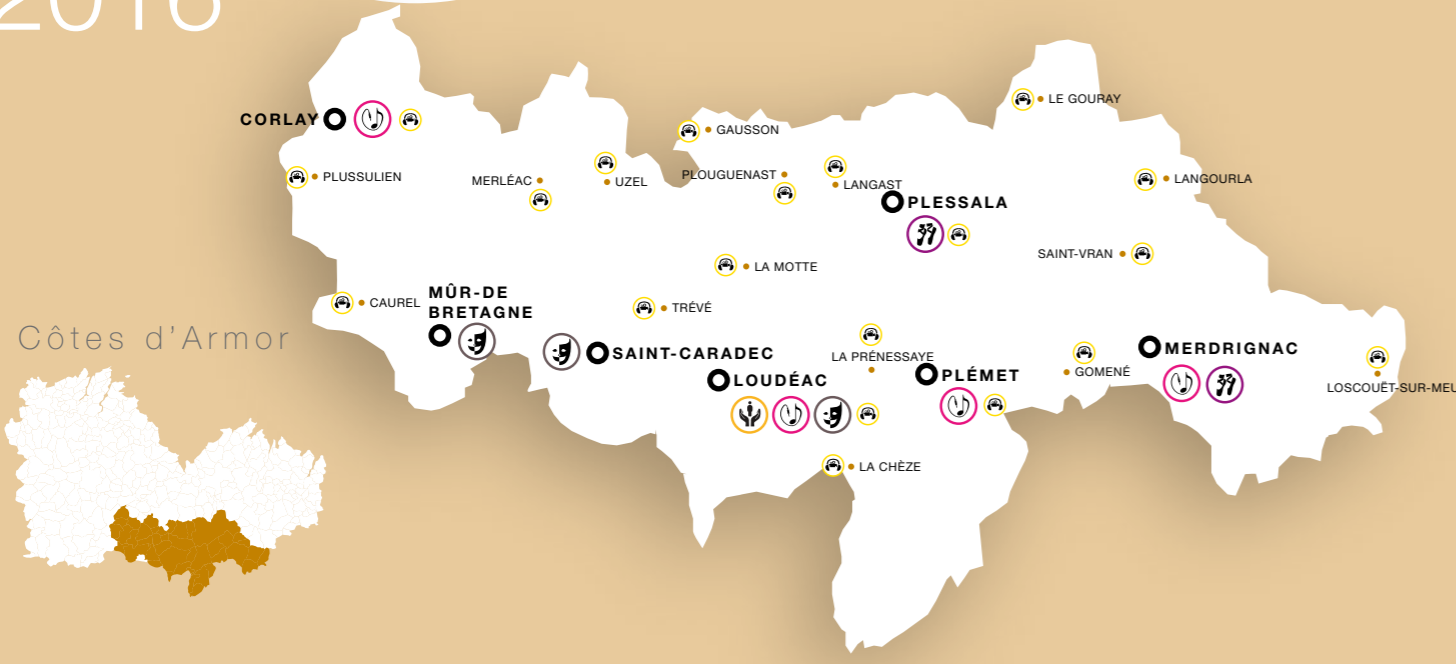 2016
LE GOURAY
CORLAY
GAUSSON
PLUSSULIEN
MERLÉAC
UZEL
PLOUGUENAST
LANGAST
LANGOURLA
PLESSALA
SAINT-VRAN
LA MOTTE
CAUREL
MÛR-DE
BRETAGNE
TRÉVÉ
Côtes d'Armor
SAINT-CARADEC
LA PRÉNESSAYE
MERDRIGNAC
LOUDÉAC
PLÉMET
GOMENÉ
LOSCOUËT-SUR-MEU
LA CHÈZE